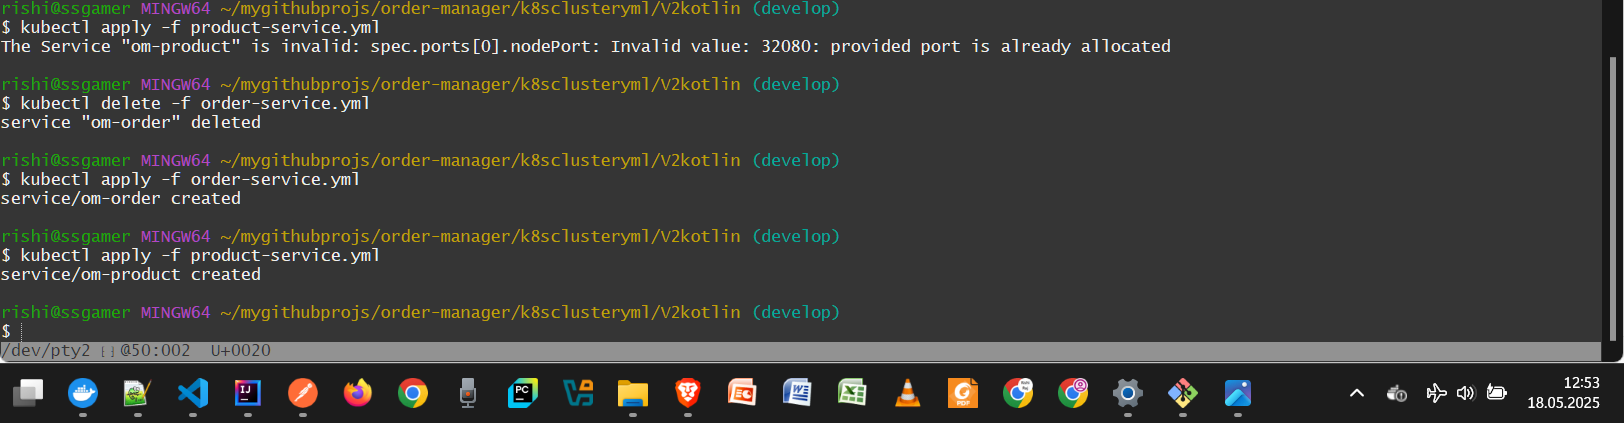 rishi@ssgamer MINGW64 ~/mygithubprojs/order-manager/k8sclusteryml/V2kotlin (develop)
$ kubectl apply -f product-service.yml
The Service "om-product" is invalid: spec.ports[0].nodePort: Invalid value: 32080: provided port is already allocated
rishi@ssgamer MINGW64 ~/mygithubprojs/order-manager/k8sclusteryml/V2kotlin (develop)
$ kubectl delete -f order-service.yml
service "om-order" deleted
rishi@ssgamer MINGW64 ~/mygithubprojs/order-manager/k8sclusteryml/V2kotlin (develop)
$ kubectl apply -f order-service.yml
service/om-order created
rishi@ssgamer MINGW64 ~/mygithubprojs/order-manager/k8sclusteryml/V2kotlin (develop)
$ kubectl apply -f product-service.yml
service/om-product created
rishi@ssgamer MINGW64 ~/mygithubprojs/order-manager/k8sclusteryml/V2kotlin (develop)
$
/dev/pty2 @50:002 U+0020
IJ
PC
PDF
12:53
18.05.2025